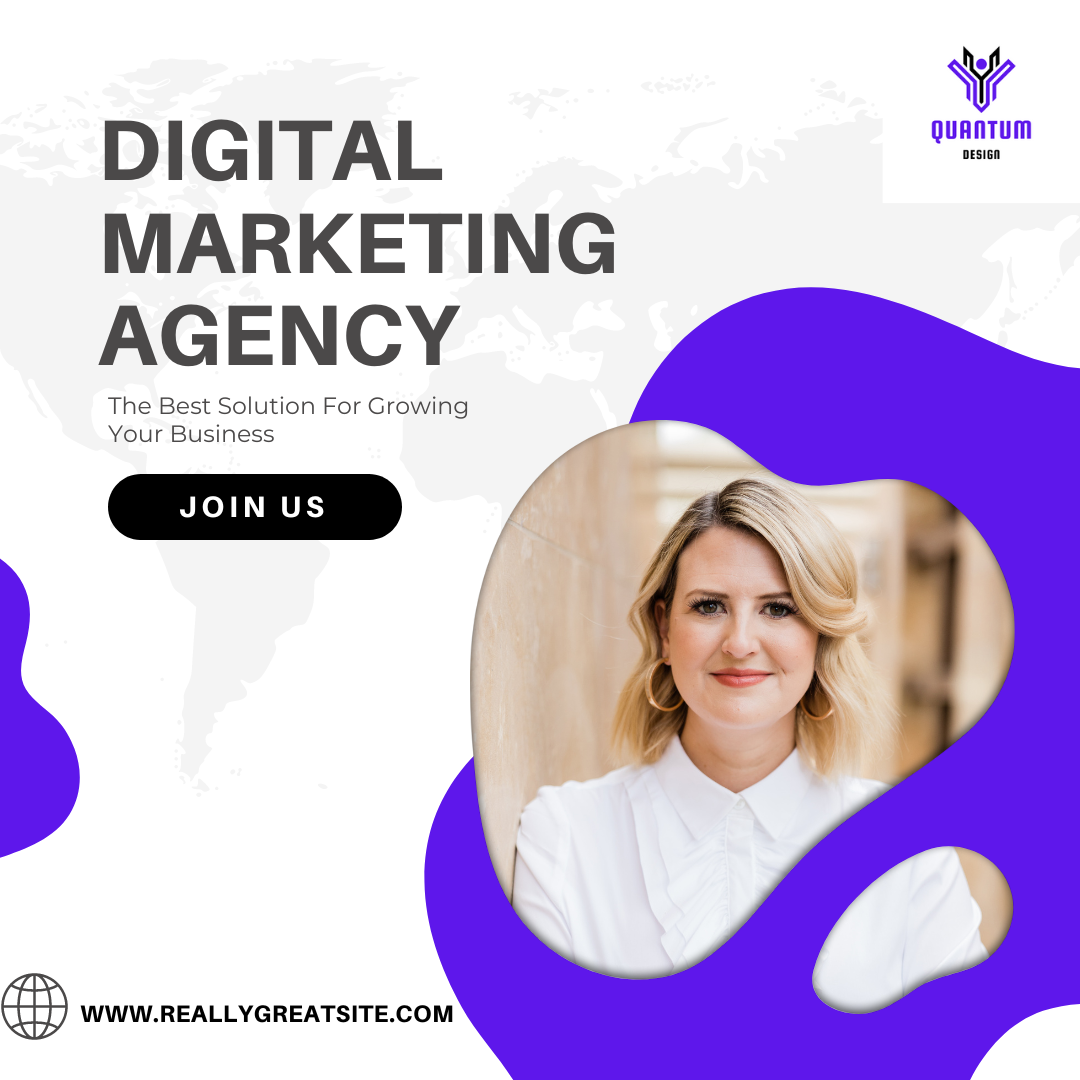 QUANTUM
DESIGN
DIGITAL
MARKETING
AGENCY
The Best Solution For Growing
Your Business
JOIN US
WWW.REALLYGREATSITE.COM